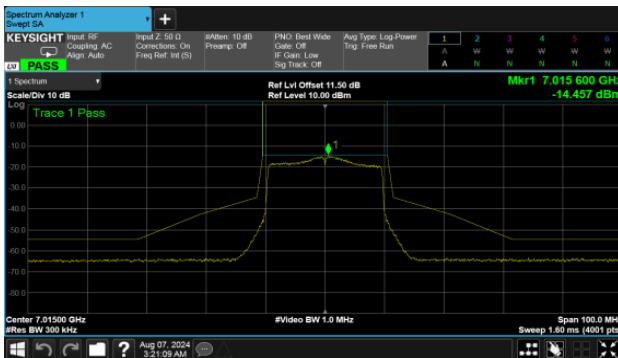 Spectrum Analyzer 1
Swept SA
+
KEYSIGHT
LXI PASS
Input: RF
Coupling: AC
Align: Auto
Input Z: 50 Ω
Corrections: On
Freq Ref: Int (S)
#Atten: 10 dB
Preamp: Off
PNO: Best Wide
Gate: Off
IF Gain: Low
Sig Track: Off
Avg Type: Log-Power
Trig: Free Run
1 2 3 4 5 6
A W W W W W
A N N N N N
1 Spectrum
Scale/Div 10 dB
Ref Lvl Offset 11.50 dB
Ref Level 10.00 dBm
Mkr1 7.015 600 GHz
-14.457 dBm
Log
Trace 1 Pass
1
0.00
-10.0
-20.0
-30.0
-40.0
-50.0
-60.0
-70.0
-80.0
Center 7.01500 GHz
#Video BW 1.0 MHz
Span 100.0 MH
#Res BW 300 kHz
Sweep 1.60 ms (4001 pts
?
Aug 07, 2024
3:21:09 AM